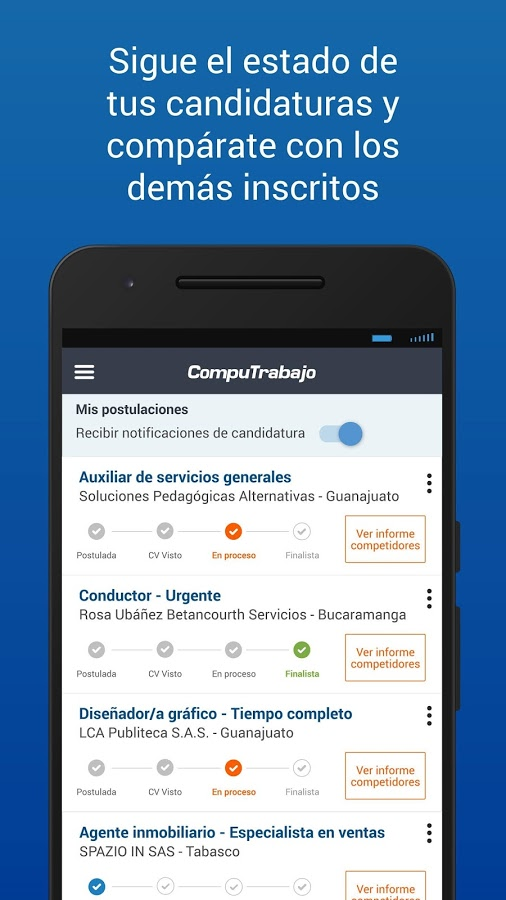 Sigue el estado de
tus candidaturas y
compárate con los
demás inscritos
CompuTrabajo
Mis postulaciones
Recibir notificaciones de candidatura
Auxiliar de servicios generales
Soluciones Pedagógicas Alternativas - Guanajuato
Postulada CV Visto En proceso Finalista
Ver informe
competidores
Conductor - Urgente
Rosa Ubáñez Betancourth Servicios - Bucaramanga
Postulada CV Visto En proceso Finalista
Ver informe
competidores
Diseñador/a gráfico - Tiempo completo
LCA Publiteca S.A.S. - Guanajuato
Postulada CV Visto En proceso Finalista
Ver informe
competidores
Agente inmobiliario - Especialista en ventas
SPAZIO IN SAS - Tabasco
Ver informe